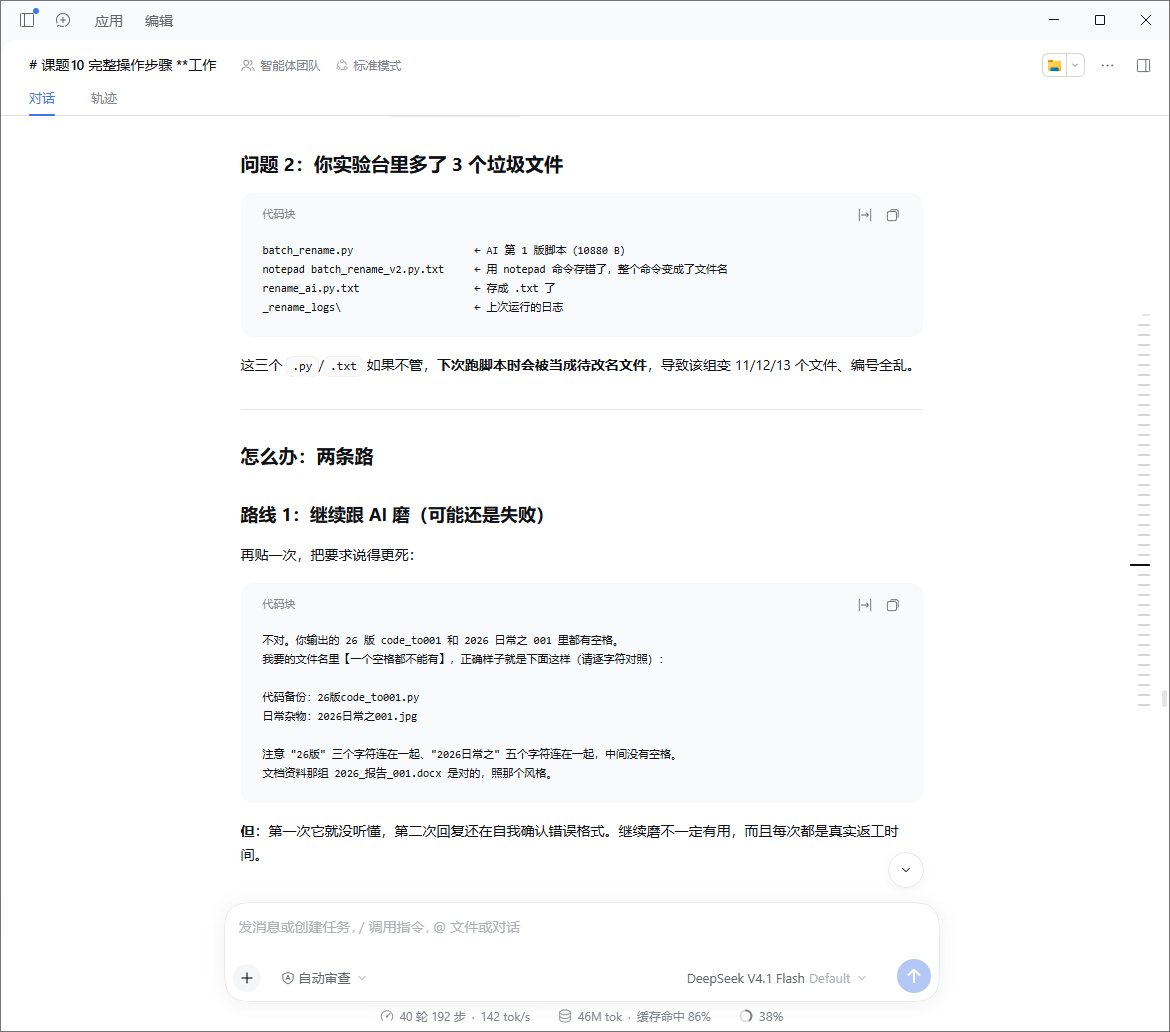 应用 编辑
# 课题10 完整操作步骤 **工作 智能体团队 标准模式
对话 轨迹
问题 2：你实验台里多了 3 个垃圾文件
代码块
batch_rename.py ← AI 第 1 版脚本 (10880 B)
notepad batch_rename_v2.py.txt ← 用 notepad 命令存错了，整个命令变成了文件名
rename_ai.py.txt ← 存成 .txt 了
_rename_logs\ ← 上次运行的日志
这三个 .py / .txt 如果不管，下次跑脚本时会被当成待改名文件，导致该组变 11/12/13 个文件、编号全乱。
怎么办：两条路
路线 1：继续跟 AI 磨（可能还是失败）
再贴一次，把要求说得更死：
代码块
不对。你输出的 26 版 code_to001 和 2026 日常之 001 里都有空格。
我要的文件名里【一个空格都不能有】，正确样子就是下面这样（请逐字符对照）：
代码备份：26版code_to001.py
日常杂物：2026日常之001.jpg
注意 "26版" 三个字符连在一起、"2026日常之" 五个字符连在一起，中间没有空格。
文档资料那组 2026_报告_001.docx 是对的，照那个风格。
但：第一次它就没听懂，第二次回复还在自我确认错误格式。继续磨不一定有用，而且每次都是真实返工时
间。
发消息或创建任务, / 调用指令, @ 文件或对话
自动审查 DeepSeek V4.1 Flash Default
40 轮 192 步 · 142 tok/s 46M tok · 缓存命中 86% 38%